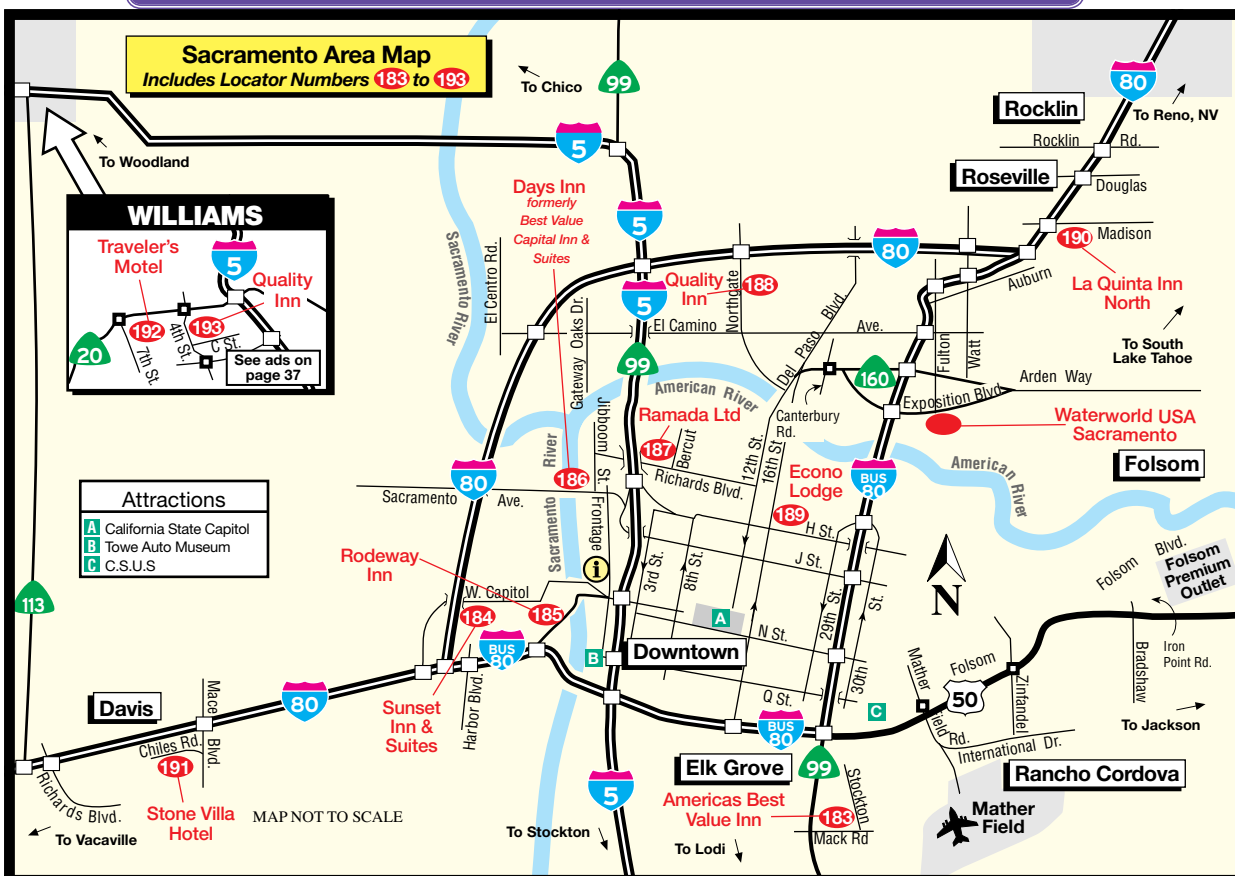 Sacramento Area Map
Includes Locator Numbers 183 to 193
To Chico
99
80
To Reno, NV
Rocklin
Rocklin Rd.
Roseville
Douglas
To Woodland
5
WILLIAMS
Traveler's
Motel
5
Quality
Inn
192
193
4th St.
C St.
7th St.
20
See ads on
page 37
Days Inn
formerly
Best Value
Capital Inn &
Suites
5
80
190
Madison
La Quinta Inn
North
Auburn
Sacramento River
El Centro Rd.
Gateway Oaks Dr.
5
Quality
Inn
188
Northgate
El Camino Ave.
Del Paso Blvd.
Fulton
Watt
To South
Lake Tahoe
99
160
Arden Way
Exposition Blvd.
American River
Canterbury
Rd.
Waterworld USA
Sacramento
Folsom
Ramada Ltd
187
Bercut
Jibboom St.
Richards Blvd.
12th St.
16th St.
Econo
Lodge
189
BUS
80
American River
80
Sacramento Ave.
186
Sacramento River
Frontage
i
Attractions
A California State Capitol
B Towe Auto Museum
C C.S.U.S
H St.
J St.
3rd St.
8th St.
29th St.
30th St.
N
Folsom Blvd.
Folsom
Premium
Outlet
Rodeway
Inn
W. Capitol
184
185
113
A
N St.
B
Downtown
BUS
80
Iron
Point Rd.
Bradshaw
Folsom
50
Zinfandel
Mather Field Rd.
International Dr.
To Jackson
Davis
Mace Blvd.
80
Sunset
Inn &
Suites
Harbor Blvd.
Q St.
C
BUS
80
Chiles Rd.
191
Stone Villa
Hotel
Richards Blvd.
To Vacaville
MAP NOT TO SCALE
5
To Stockton
Elk Grove
99
Americas Best
Value Inn
183
Stockton
Mack Rd
To Lodi
Rancho Cordova
Mather
Field